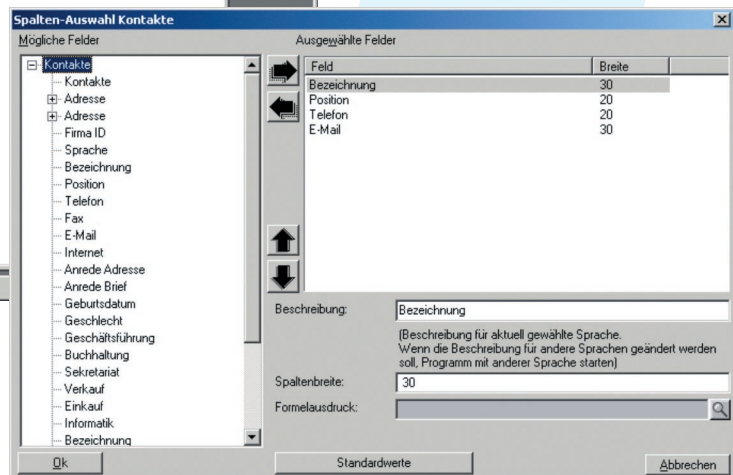 Spalten-Auswahl Kontakte
Mögliche Felder
Kontakte
Kontakte
Adresse
Adresse
Firma ID
Sprache
Bezeichnung
Position
Telefon
Fax
E-Mail
Internet
Anrede Adresse
Anrede Brief
Geburtsdatum
Geschlecht
Geschäftsführung
Buchhaltung
Sekretariat
Verkauf
Einkauf
Informatik
Bezeichnung
Ausgewählte Felder
Feld Breite
Bezeichnung 30
Position 20
Telefon 20
E-Mail 30
Beschreibung: Bezeichnung
(Beschreibung für aktuell gewählte Sprache.
Wenn die Beschreibung für andere Sprachen geändert werden
soll, Programm mit anderer Sprache starten)
Spaltenbreite: 30
Formelausdruck:
Ok Standardwerte Abbrechen